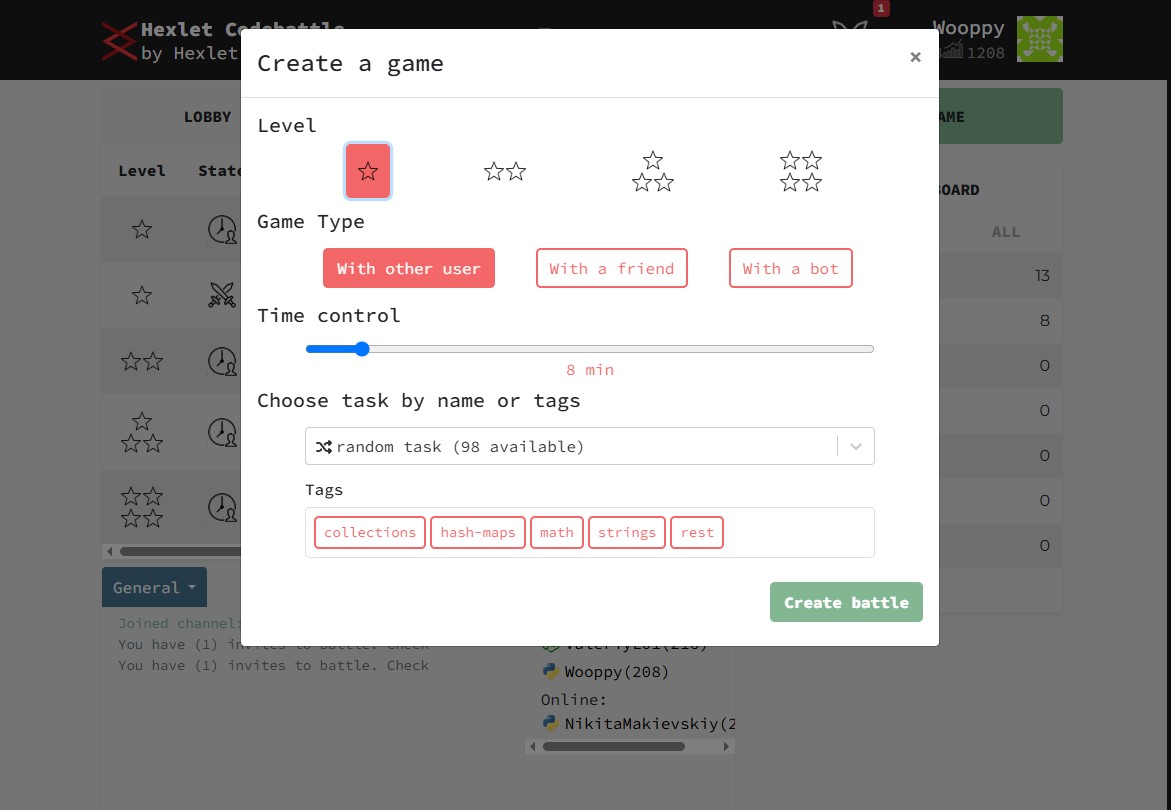 1
Hexlet Codebattle
by Hexlet
Wooppy
1208
Create a game
×
LOBBY
Level
State
Level
Game Type
With other user
With a friend
With a bot
Time control
8 min
Choose task by name or tags
random task (98 available)
Tags
collections
hash-maps
math
strings
rest
Create battle
AME
BOARD
ALL
13
8
0
0
0
0
0
General
Joined channel:
You have (1) invites to battle. Check
You have (1) invites to battle. Check
Wooppy(208)
Online:
NikitaMakievskiy(2